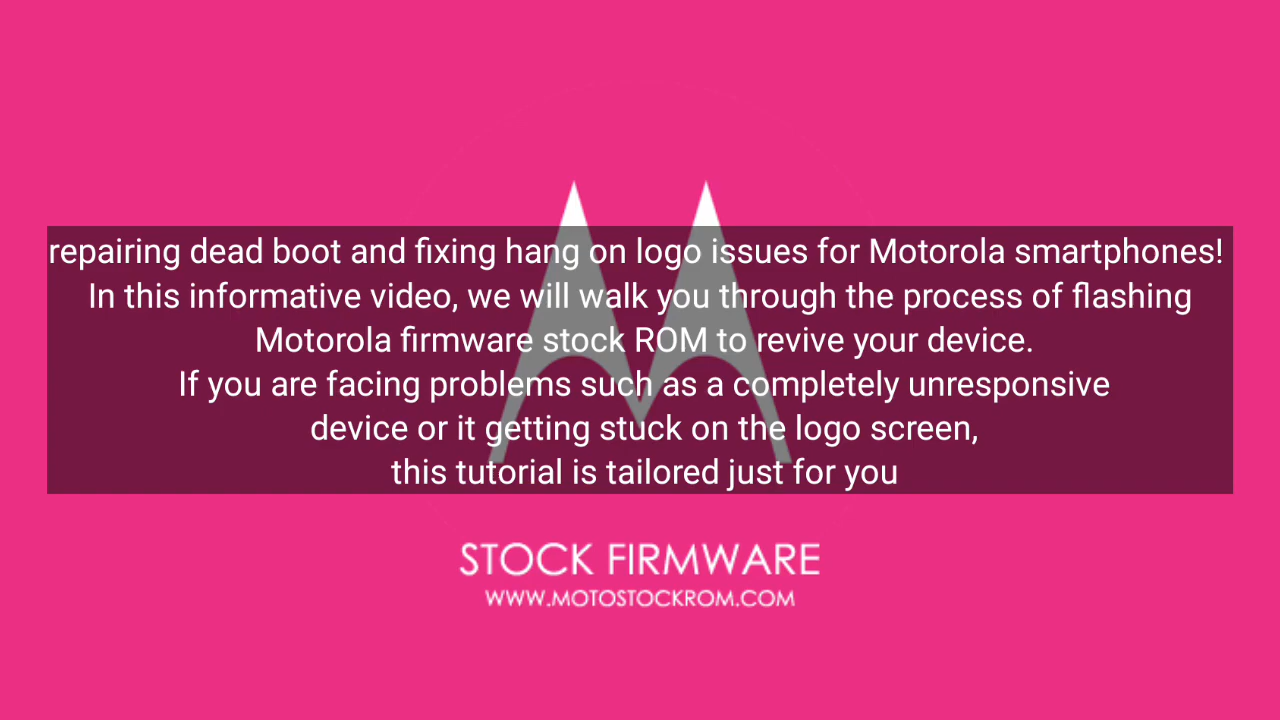 repairing dead boot and fixing hang on logo issues for Motorola smartphones!
In this informative video, we will walk you through the process of flashing
Motorola firmware stock ROM to revive your device.
If you are facing problems such as a completely unresponsive
device or it getting stuck on the logo screen,
this tutorial is tailored just for you
STOCK FIRMWARE
WWW.MOTOSTOCKROM.COM